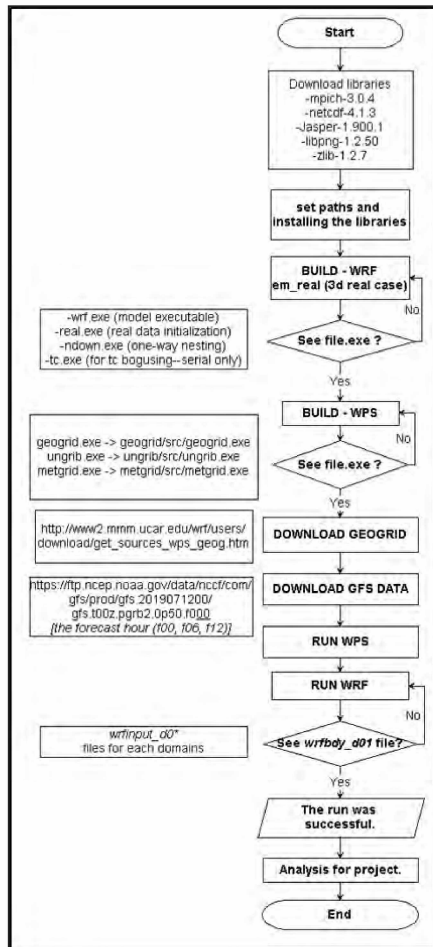 Start
Download libraries
-mpich-3.0.4
-netcdf-4.1.3
-Jasper-1.900.1
-libpng-1.2.50
-zlib-1.2.7
set paths and
installing the libraries
BUILD - WRF
em_real (3d real case)
No
-wrf.exe (model executable)
-real.exe (real data initialization)
-ndown.exe (one-way nesting)
-tc.exe (for tc bogusing--serial only)
See file.exe ?
Yes
BUILD - WPS
No
geogrid.exe -> geogrid/src/geogrid.exe
ungrib.exe -> ungrib/src/ungrib.exe
metgrid.exe -> metgrid/src/metgrid.exe
See file.exe ?
Yes
http://www2.mmm.ucar.edu/wrf/users/
download/get_sources_wps_geog.htm
DOWNLOAD GEOGRID
https://ftp.ncep.noaa.gov/data/nccf/com/
gfs/prod/gfs.2019071200/
gfs.t00z.pgrb2.0p50.f000
[the forecast hour (f00, f06, f12)]
DOWNLOAD GFS DATA
RUN WPS
RUN WRF
No
wrfinput_d0*
files for each domains
See wrfbdy_d01 file?
Yes
The run was
successful.
Analysis for project.
End